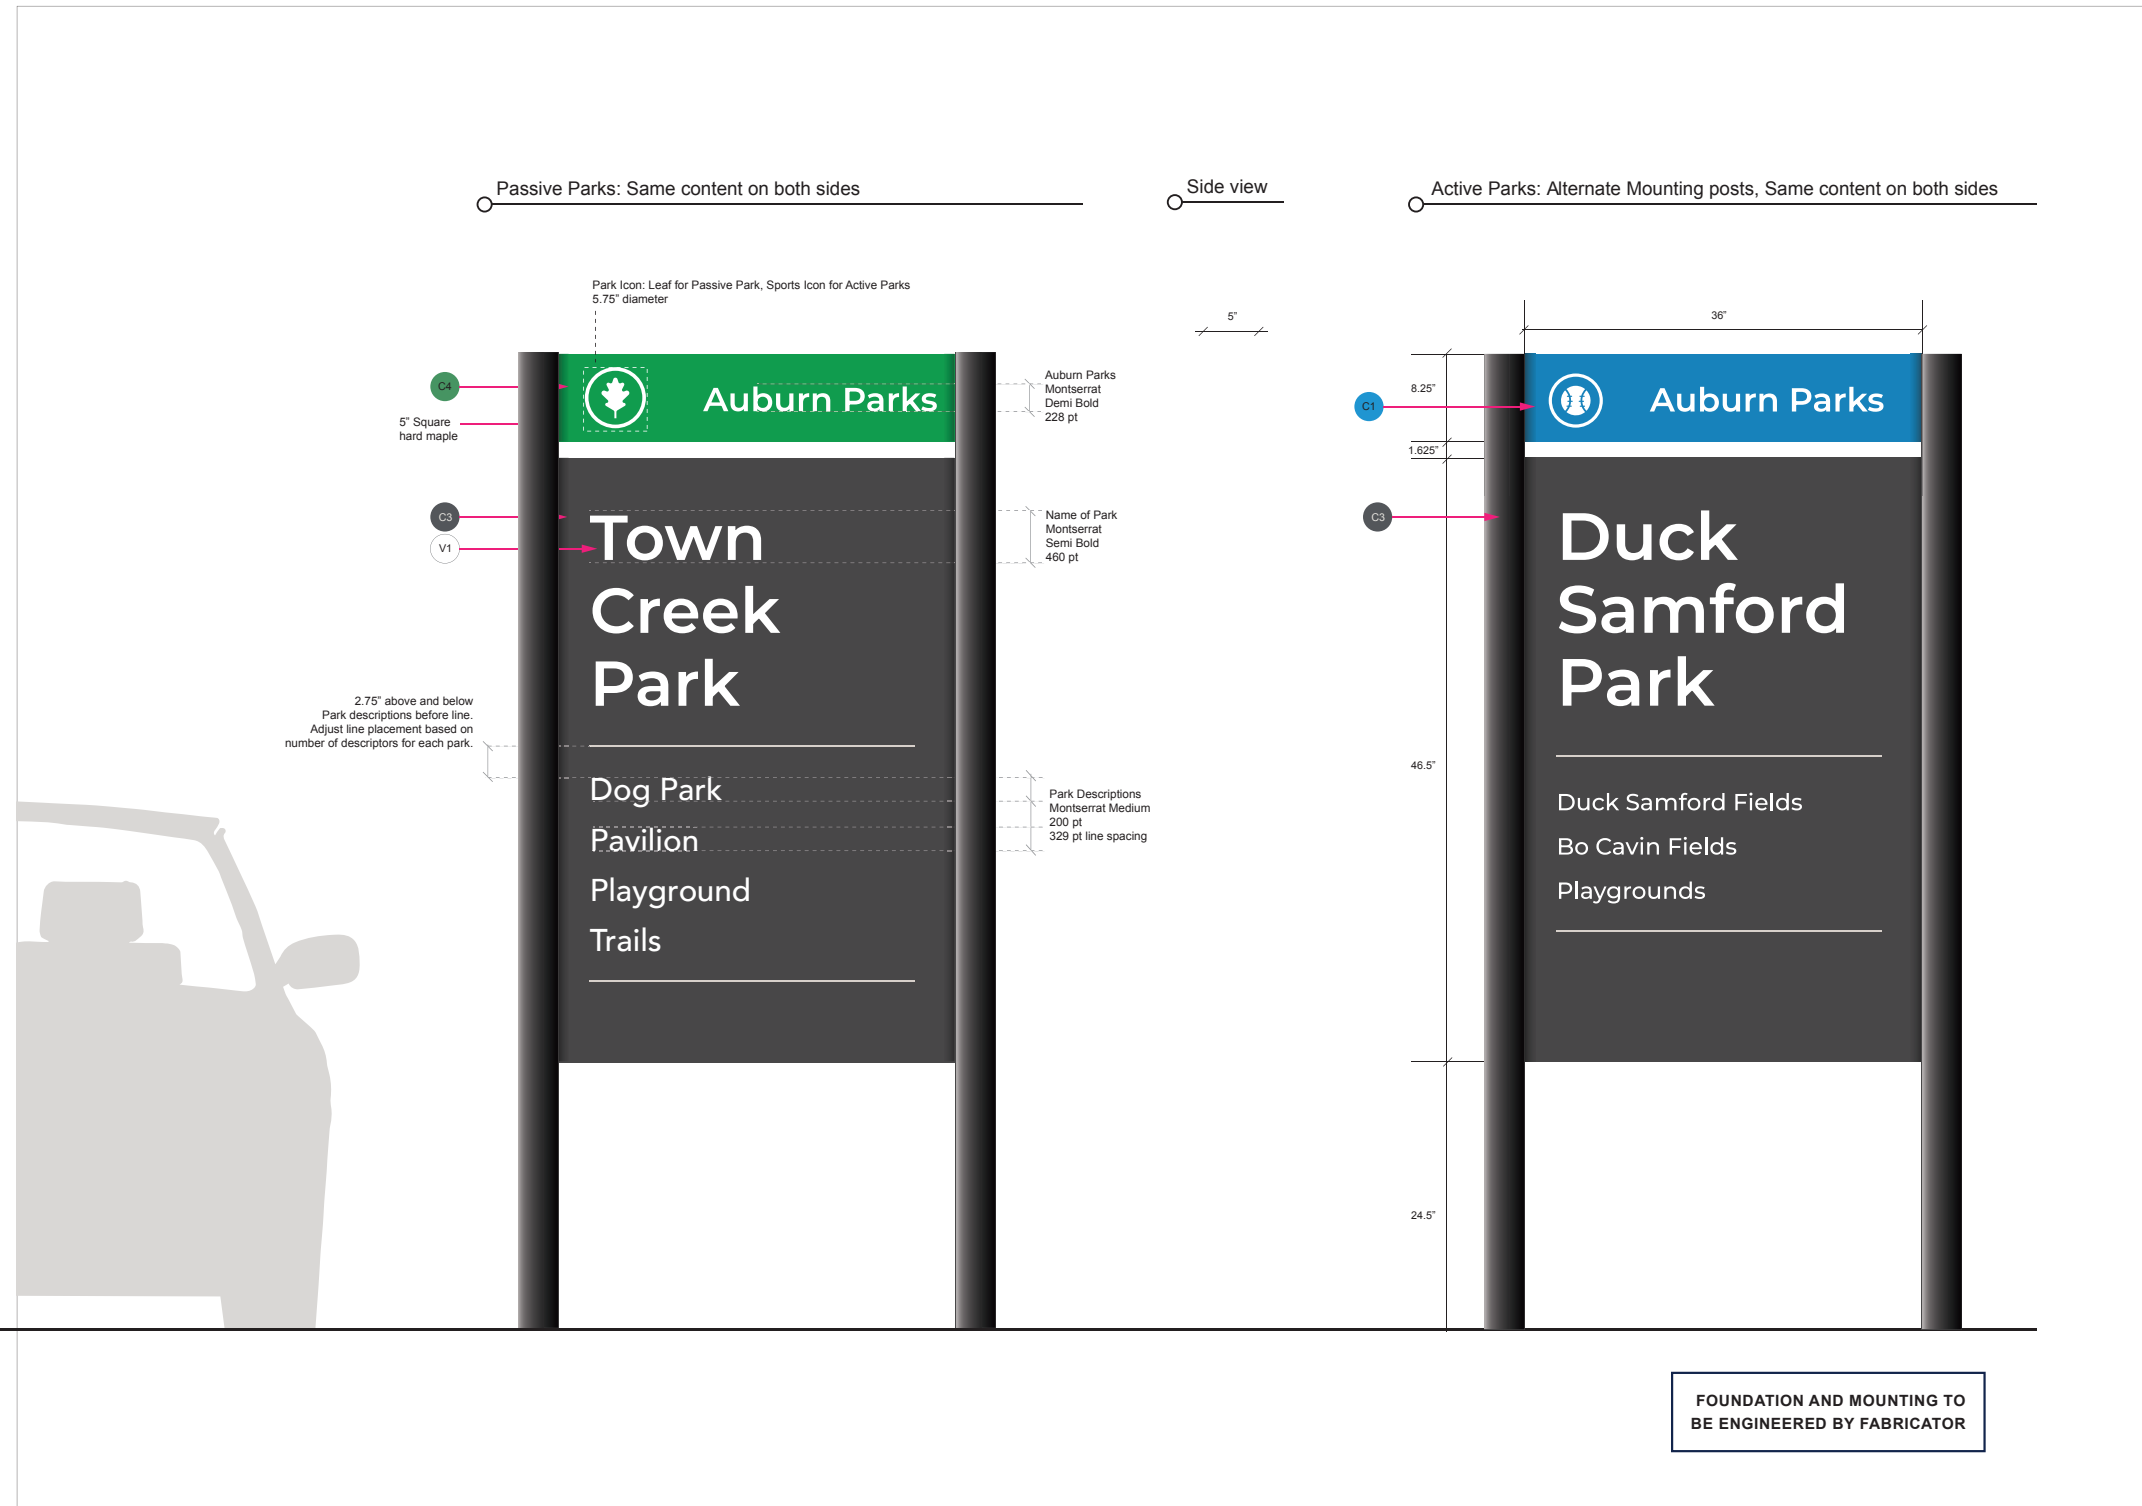 Passive Parks: Same content on both sides
Side view
Active Parks: Alternate Mounting posts, Same content on both sides
Park Icon: Leaf for Passive Park, Sports Icon for Active Parks
5.75" diameter
5"
36"
C4
5" Square
hard maple
Auburn Parks
Auburn Parks
Montserrat
Demi Bold
228 pt
8.25"
C1
Auburn Parks
1.625"
C3
V1
Town
Creek
Park
Name of Park
Montserrat
Semi Bold
460 pt
C3
Duck
Samford
Park
2.75" above and below
Park descriptions before line.
Adjust line placement based on
number of descriptors for each park.
Dog Park
Pavilion
Playground
Trails
Park Descriptions
Montserrat Medium
200 pt
329 pt line spacing
46.5"
Duck Samford Fields
Bo Cavin Fields
Playgrounds
24.5"
FOUNDATION AND MOUNTING TO
BE ENGINEERED BY FABRICATOR